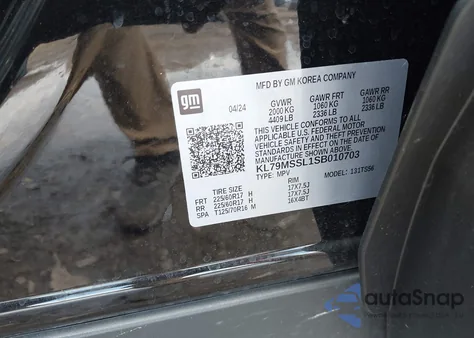 MFD BY GM KOREA COMPANY
gm
04/24 GVWR GAWR FRT GAWR RR
2000 KG 1060 KG 1060 KG
4409 LB 2336 LB 2336 LB
THIS VEHICLE CONFORMS TO ALL
APPLICABLE U.S. FEDERAL MOTOR
VEHICLE SAFETY AND THEFT PREVENTION
STANDARDS IN EFFECT ON THE DATE OF
MANUFACTURE SHOWN ABOVE.
KL79MSSL1SB010703
TYPE: MPV MODEL: 131TS56
TIRE SIZE RIM
FRT 225/60R17 H 17X7.5J
RR 225/60R17 H 17X7.5J
SPA T125/70R16 M 16X4BT
autoSnap